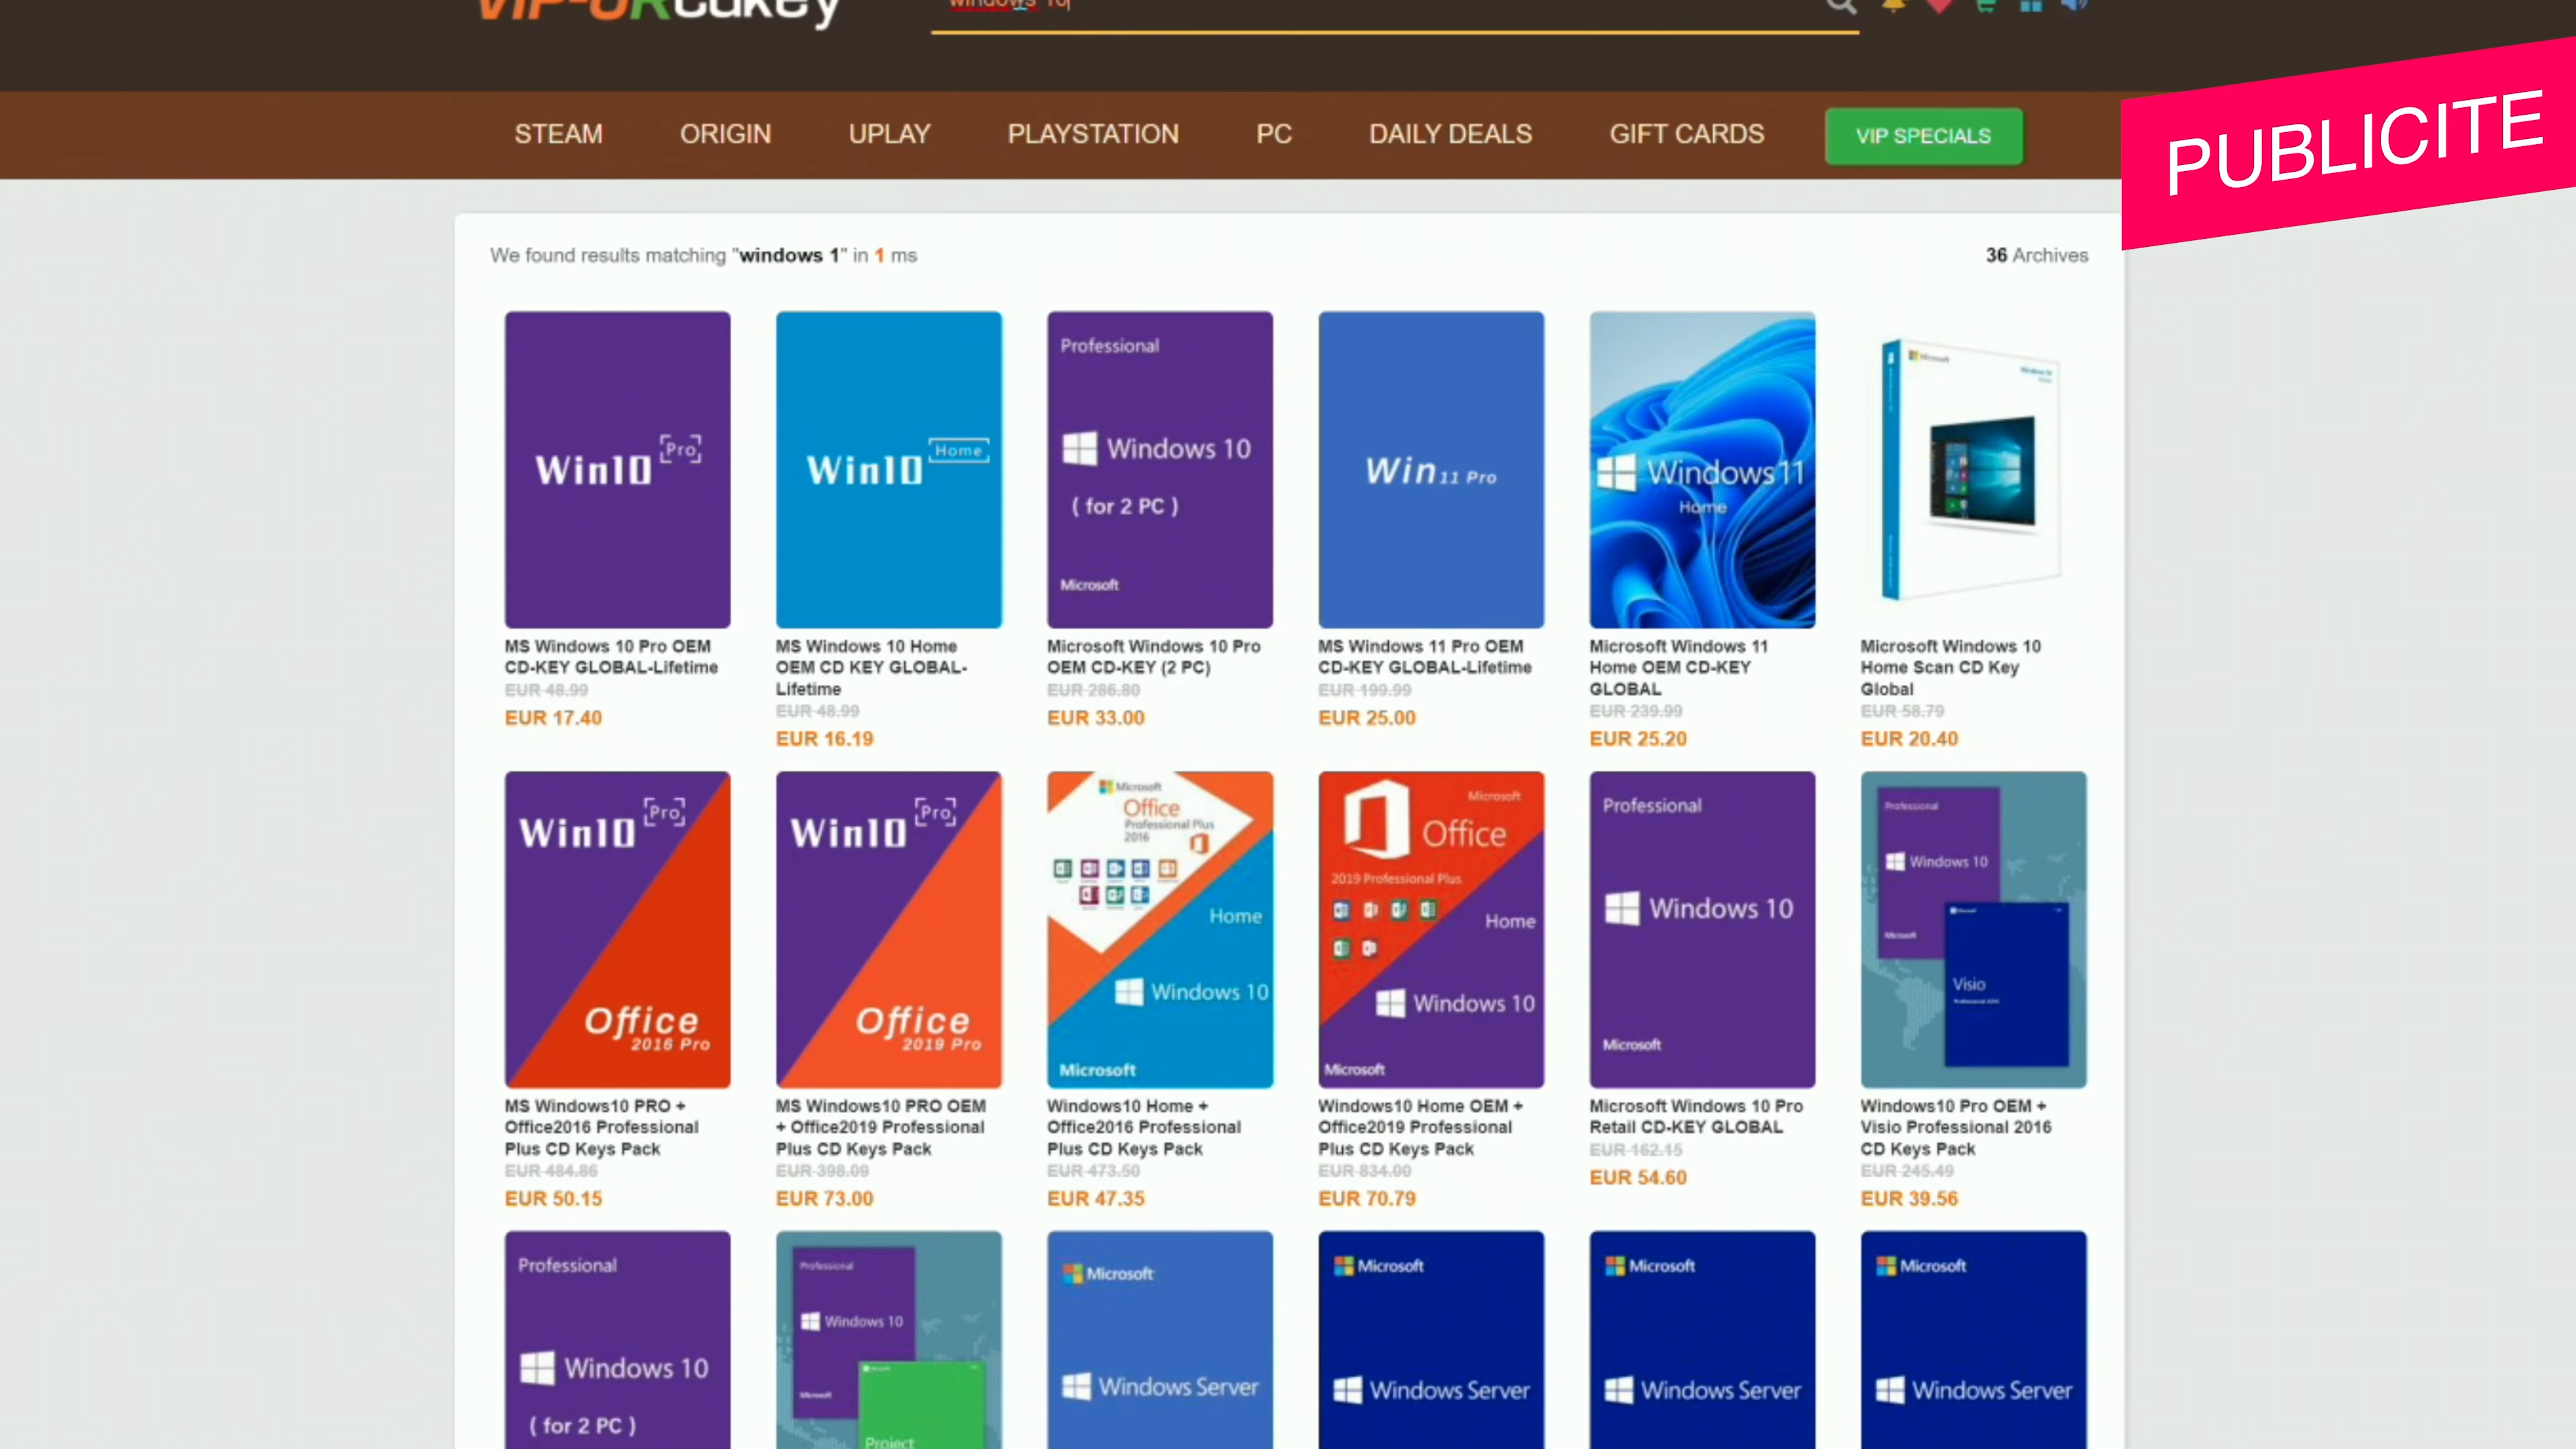 VIP-URcdkey
windows 10
STEAM
ORIGIN
UPLAY
PLAYSTATION
PC
DAILY DEALS
GIFT CARDS
VIP SPECIALS
PUBLICITE
We found results matching "windows 1" in 1 ms
36 Archives
Win10 Pro
Win10 Home
Professional
Windows 10
( for 2 PC )
Microsoft
Win 11 Pro
Windows 11
Home
Microsoft
Windows 10
MS Windows 10 Pro OEM
CD-KEY GLOBAL-Lifetime
EUR 48.99
EUR 17.40
MS Windows 10 Home
OEM CD KEY GLOBAL-
Lifetime
EUR 48.99
EUR 16.19
Microsoft Windows 10 Pro
OEM CD-KEY (2 PC)
EUR 286.80
EUR 33.00
MS Windows 11 Pro OEM
CD-KEY GLOBAL-Lifetime
EUR 199.99
EUR 25.00
Microsoft Windows 11
Home OEM CD-KEY
GLOBAL
EUR 239.99
EUR 25.20
Microsoft Windows 10
Home Scan CD Key
Global
EUR 58.79
EUR 20.40
Win10 Pro
Office
2016 Pro
Win10 Pro
Office
2019 Pro
Microsoft
Office
Professional Plus
2016
Home
Windows 10
Microsoft
Microsoft
Office
2019 Professional Plus
Home
Windows 10
Microsoft
Professional
Windows 10
Microsoft
Professional
Windows 10
Microsoft
Visio
MS Windows10 PRO +
Office2016 Professional
Plus CD Keys Pack
EUR 484.86
EUR 50.15
MS Windows10 PRO OEM
+ Office2019 Professional
Plus CD Keys Pack
EUR 398.09
EUR 73.00
Windows10 Home +
Office2016 Professional
Plus CD Keys Pack
EUR 473.50
EUR 47.35
Windows10 Home OEM +
Office2019 Professional
Plus CD Keys Pack
EUR 834.00
EUR 70.79
Microsoft Windows 10 Pro
Retail CD-KEY GLOBAL
EUR 162.15
EUR 54.60
Windows10 Pro OEM +
Visio Professional 2016
CD Keys Pack
EUR 245.49
EUR 39.56
Professional
Windows 10
( for 2 PC )
Professional
Windows 10
Microsoft
Project
Microsoft
Windows Server
Microsoft
Windows Server
Microsoft
Windows Server
Microsoft
Windows Server